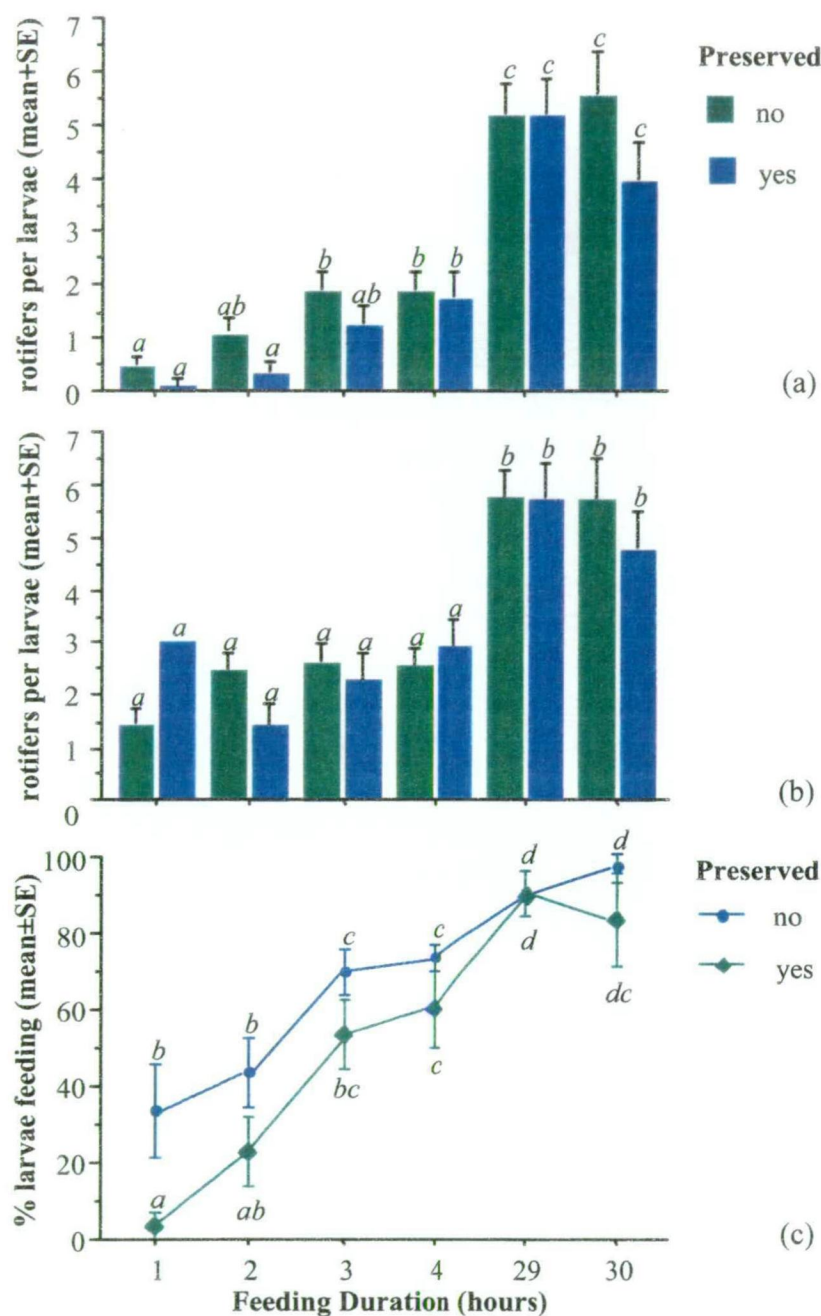 rotifers per larvae (mean+SE)
7
6
5
4
3
2
1
0
a
a
ab
a
b
ab
b
b
c
c
c
c
Preserved
no
yes
(a)
rotifers per larvae (mean+SE)
7
6
5
4
3
2
1
0
a
a
a
a
a
a
a
a
b
b
b
b
(b)
% larvae feeding (mean±SE)
100
80
60
40
20
0
b
a
b
ab
c
bc
c
c
d
d
d
dc
Preserved
no
yes
(c)
1 2 3 4 29 30
Feeding Duration (hours)